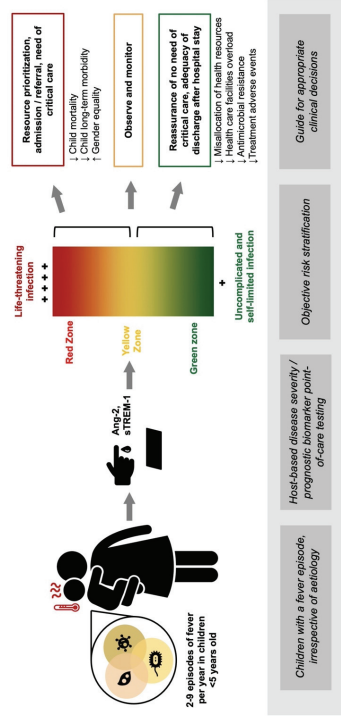 2-9 episodes of fever
per year in children
<5 years old
Ang-2,
sTREM-1
Life-threatening
infection
+ + + +
Red Zone
Yellow
Zone
Green zone
+
Uncomplicated and
self-limited infection
Resource prioritization,
admission / referral, need of
critical care
↓ Child mortality
↓ Child long-term morbidity
↑ Gender equality
Observe and monitor
Reassurance of no need of
critical care, adequacy of
discharge after hospital stay
↓ Misallocation of health resources
↓ Health care facilities overload
↓ Antimicrobial resistance
↓ Treatment adverse events
Children with a fever episode,
irrespective of aetiology
Host-based disease severity /
prognostic biomarker point-
of-care testing
Objective risk stratification
Guide for appropriate
clinical decisions